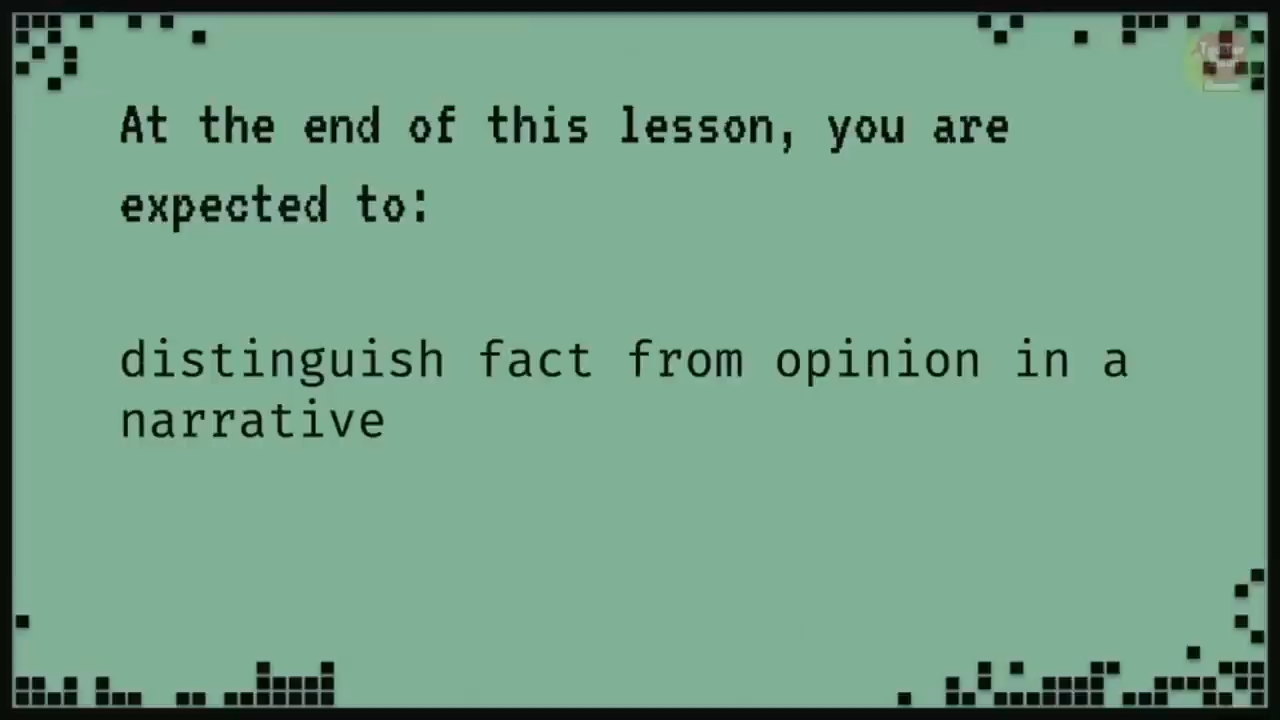 At the end of this lesson, you are
expected to:
distinguish fact from opinion in a
narrative